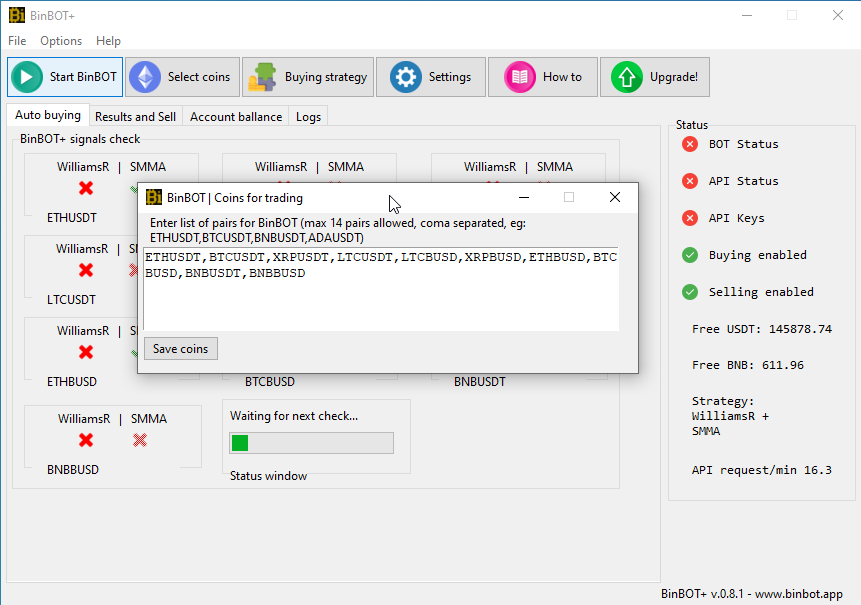 BinBOT+
File Options Help
Start BinBOT Select coins Buying strategy Settings How to Upgrade!
Auto buying Results and Sell Account ballance Logs
BinBOT+ signals check
WilliamsR | SMMA WilliamsR | SMMA WilliamsR | SMMA
ETHUSDT
WilliamsR |
LTCUSDT
WilliamsR |
ETHBUSD BTCBUSD BNBUSDT
WilliamsR | SMMA
BNBBUSD
Waiting for next check...
Status window
BinBOT | Coins for trading
Enter list of pairs for BinBOT (max 14 pairs allowed, coma separated, eg:
ETHUSDT,BTCUSDT,BNBUSDT,ADAUSDT)
ETHUSDT,BTCUSDT,XRPUSDT,LTCUSDT,LTCBUSD,XRPBUSD,ETHBUSD,BTC
BUSD,BNBUSDT,BNBBUSD
Save coins
Status
BOT Status
API Status
API Keys
Buying enabled
Selling enabled
Free USDT: 145878.74
Free BNB: 611.96
Strategy:
WilliamsR +
SMMA
API request/min 16.3
BinBOT+ v.0.8.1 - www.binbot.app